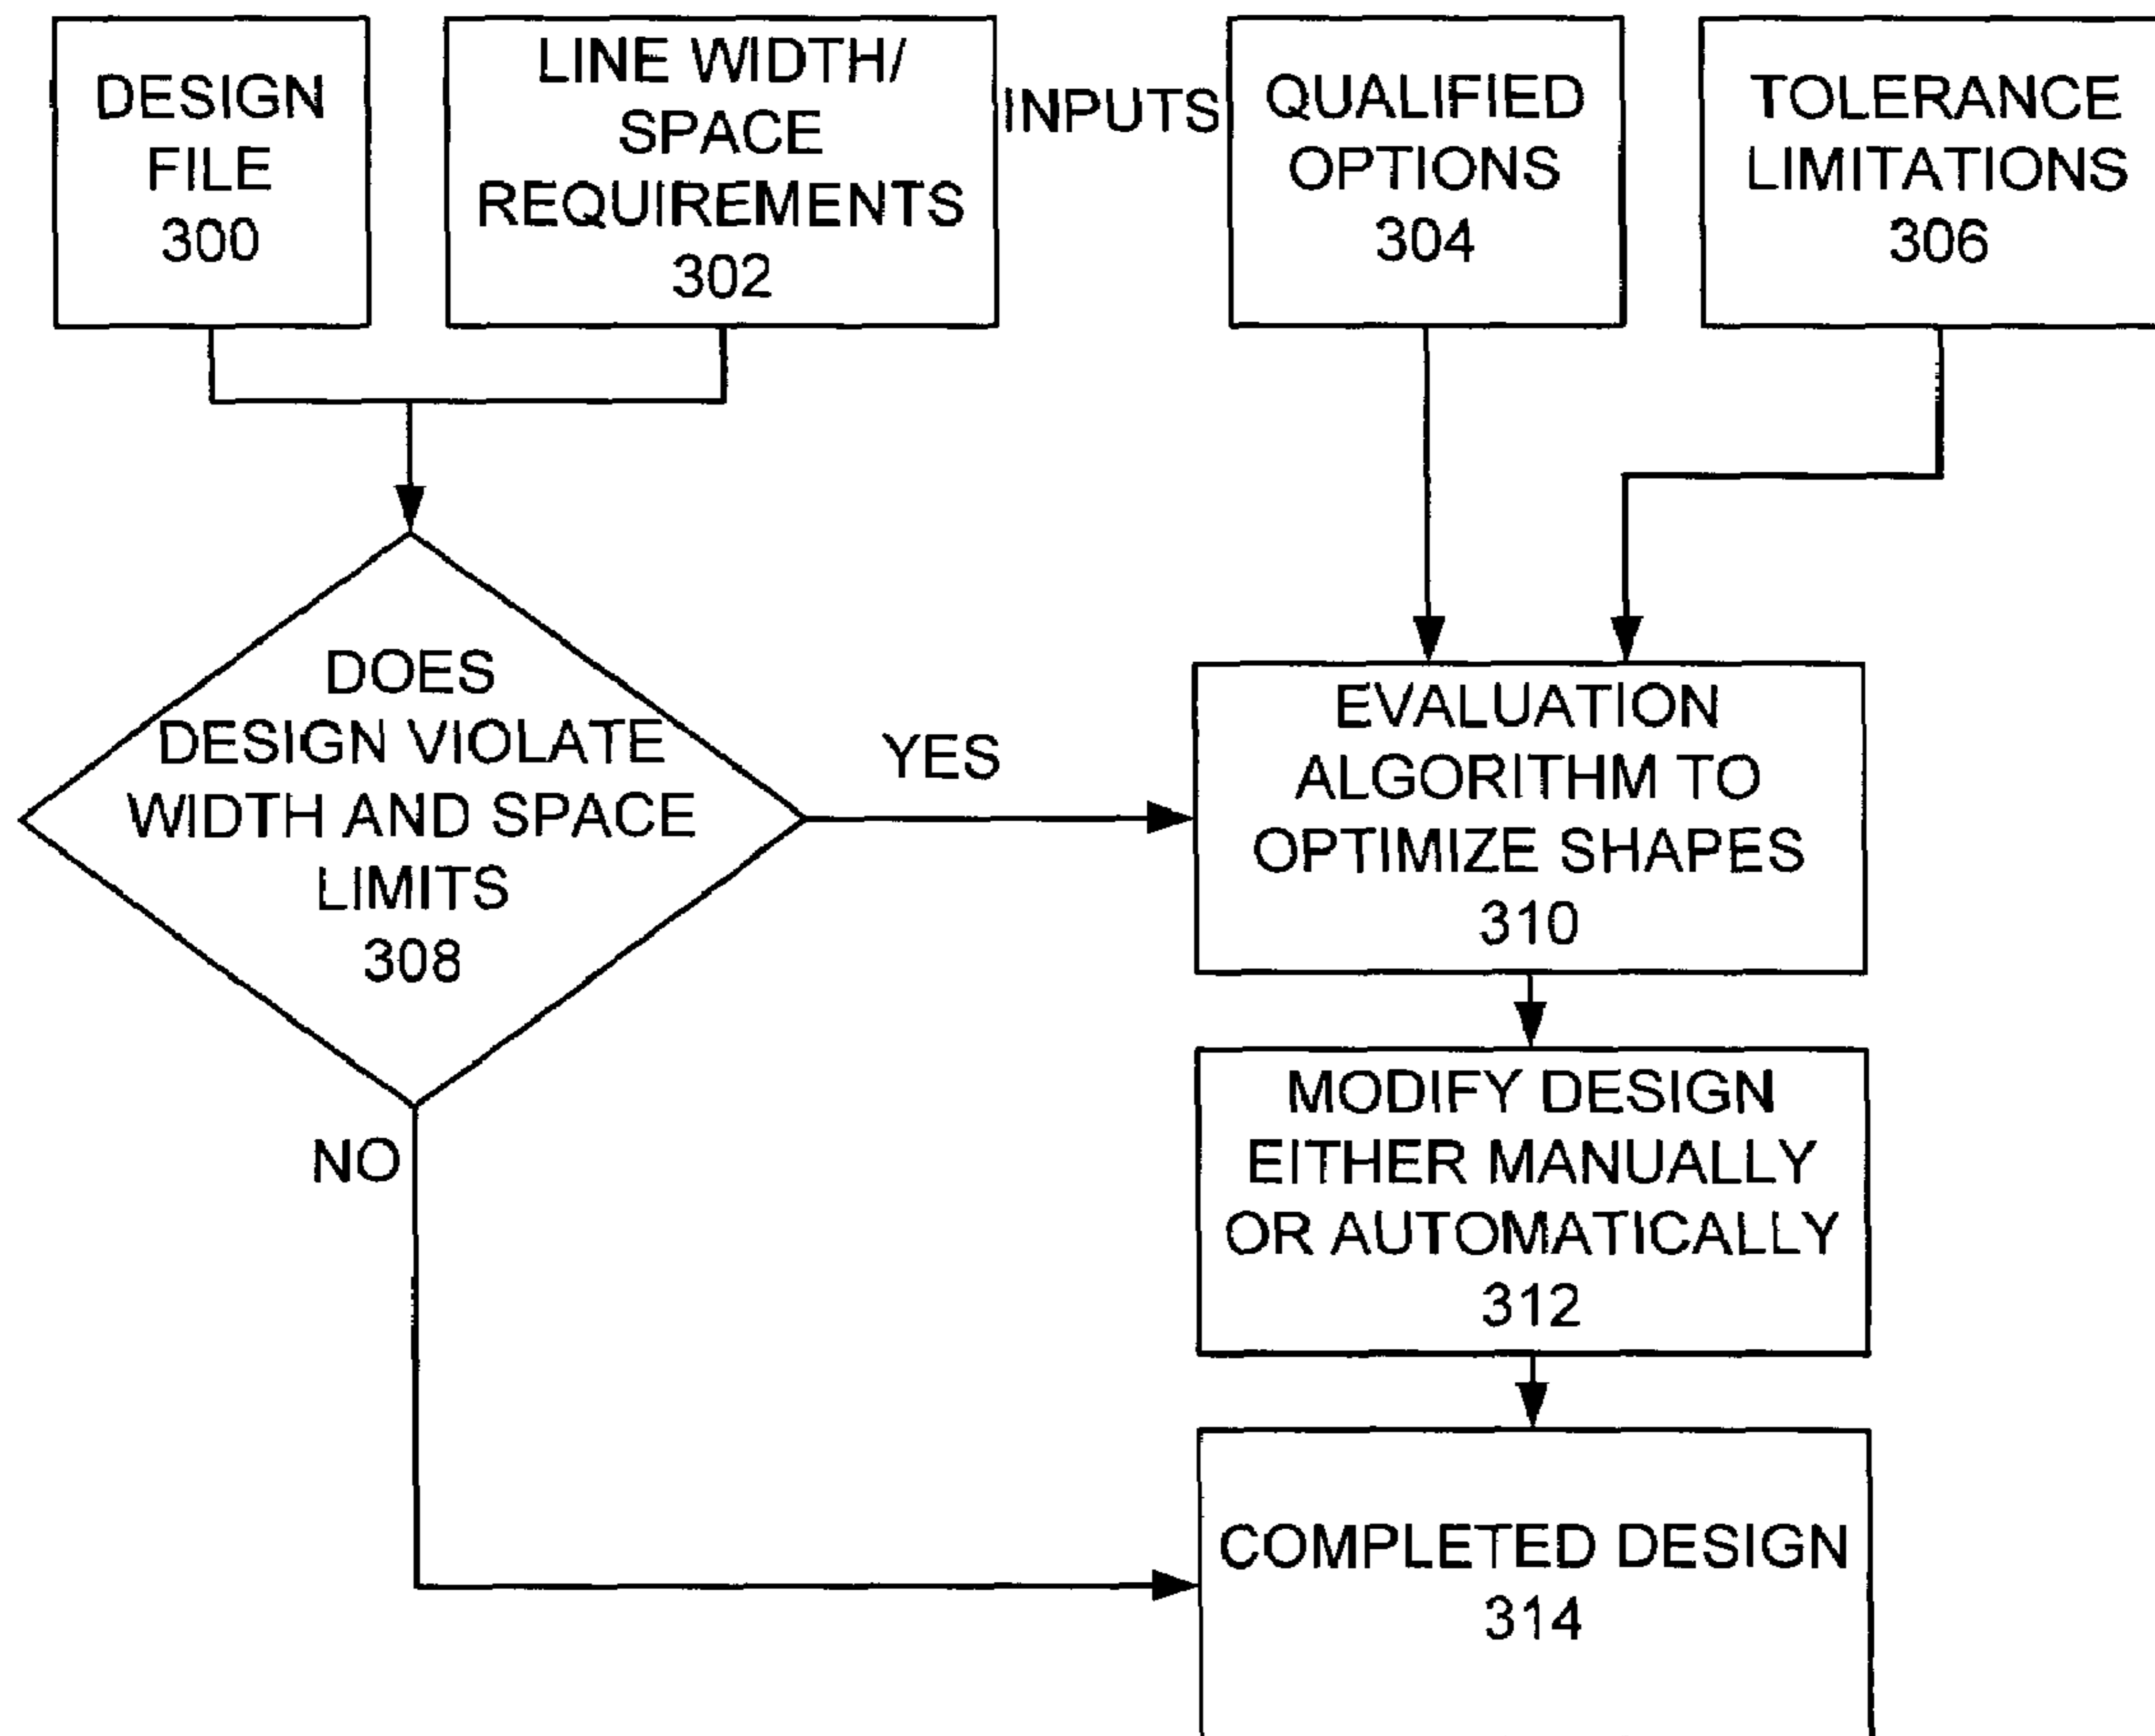 DESIGN
FILE
300
LINE WIDTH/
SPACE
REQUIREMENTS
302
INPUTS
QUALIFIED
OPTIONS
304
TOLERANCE
LIMITATIONS
306
DOES
DESIGN VIOLATE
WIDTH AND SPACE
LIMITS
308
YES
EVALUATION
ALGORITHM TO
OPTIMIZE SHAPES
310
MODIFY DESIGN
EITHER MANUALLY
OR AUTOMATICALLY
312
NO
COMPLETED DESIGN
314